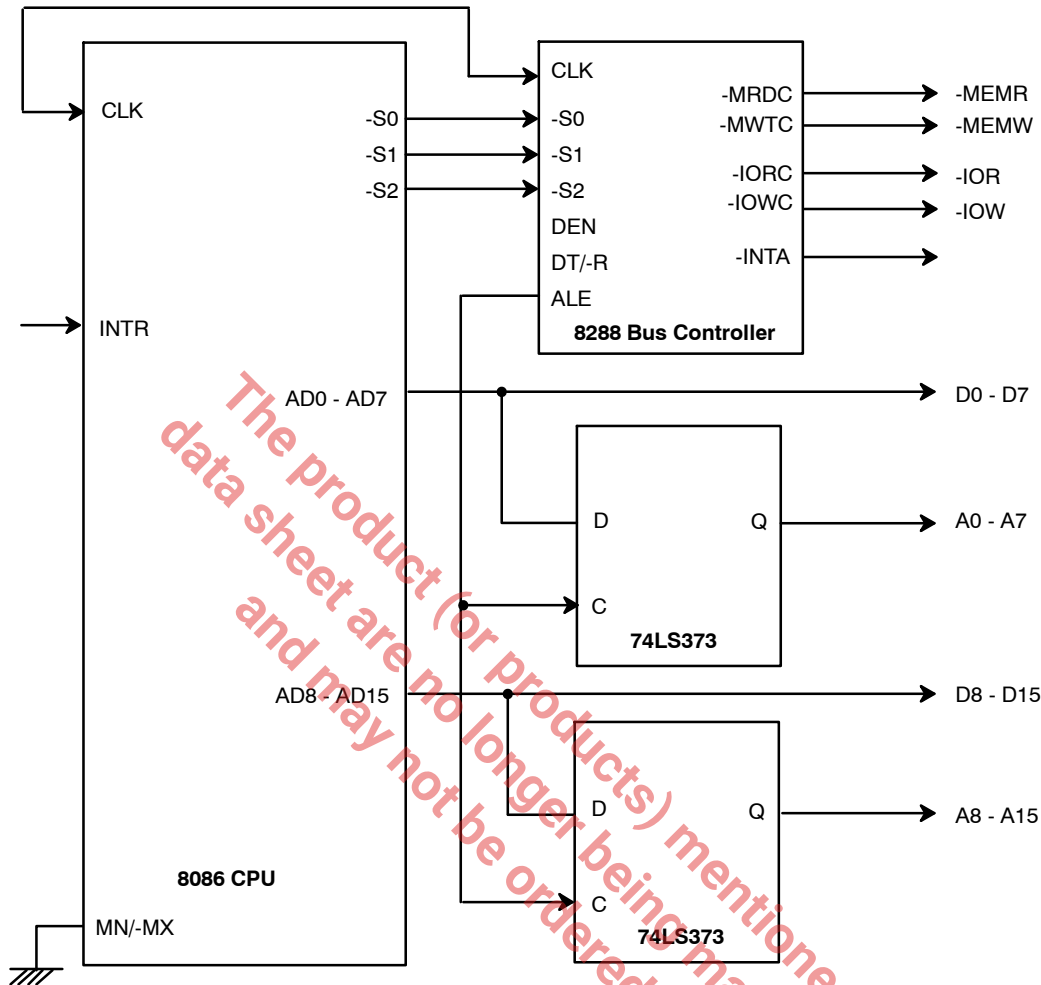 CLK
-S0
-S1
-S2
INTR
AD0 - AD7
AD8 - AD15
8086 CPU
MN/-MX
CLK
-S0
-S1
-S2
DEN
DT/-R
ALE
-MRDC
-MWTC
-IORC
-IOWC
-INTA
8288 Bus Controller
-MEMR
-MEMW
-IOR
-IOW
D0 - D7
D
Q
C
74LS373
A0 - A7
D8 - D15
D
Q
C
74LS373
A8 - A15
The product (or products) mentione
data sheet are no longer being ma
and may not be ordered